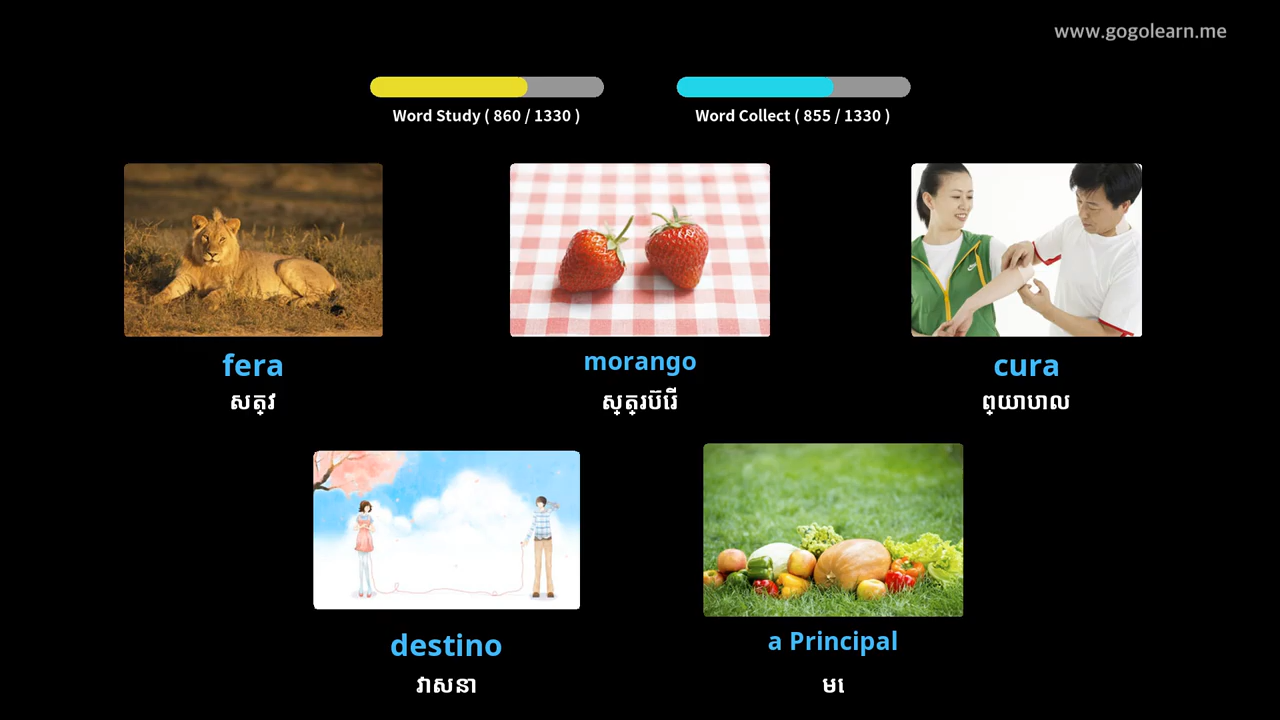 www.gogolearn.me
Word Study ( 860 / 1330 )
Word Collect ( 855 / 1330 )
fera
សត្វ
morango
ស្ត្របឺរី
cura
ព្យាបាល
destino
វាសនា
a Principal
មេ